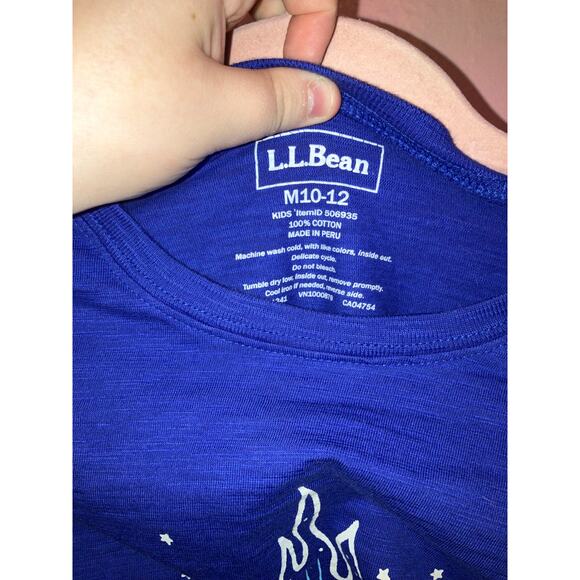 L.L.Bean
M10-12
KIDS ItemID 506935
100% COTTON
MADE IN PERU
Machine wash cold, with like colors, inside out.
Delicate cycle.
Do not bleach.
Tumble dry low, inside out, remove promptly.
Cool iron if needed, reverse side.
VN1000879 CA04754